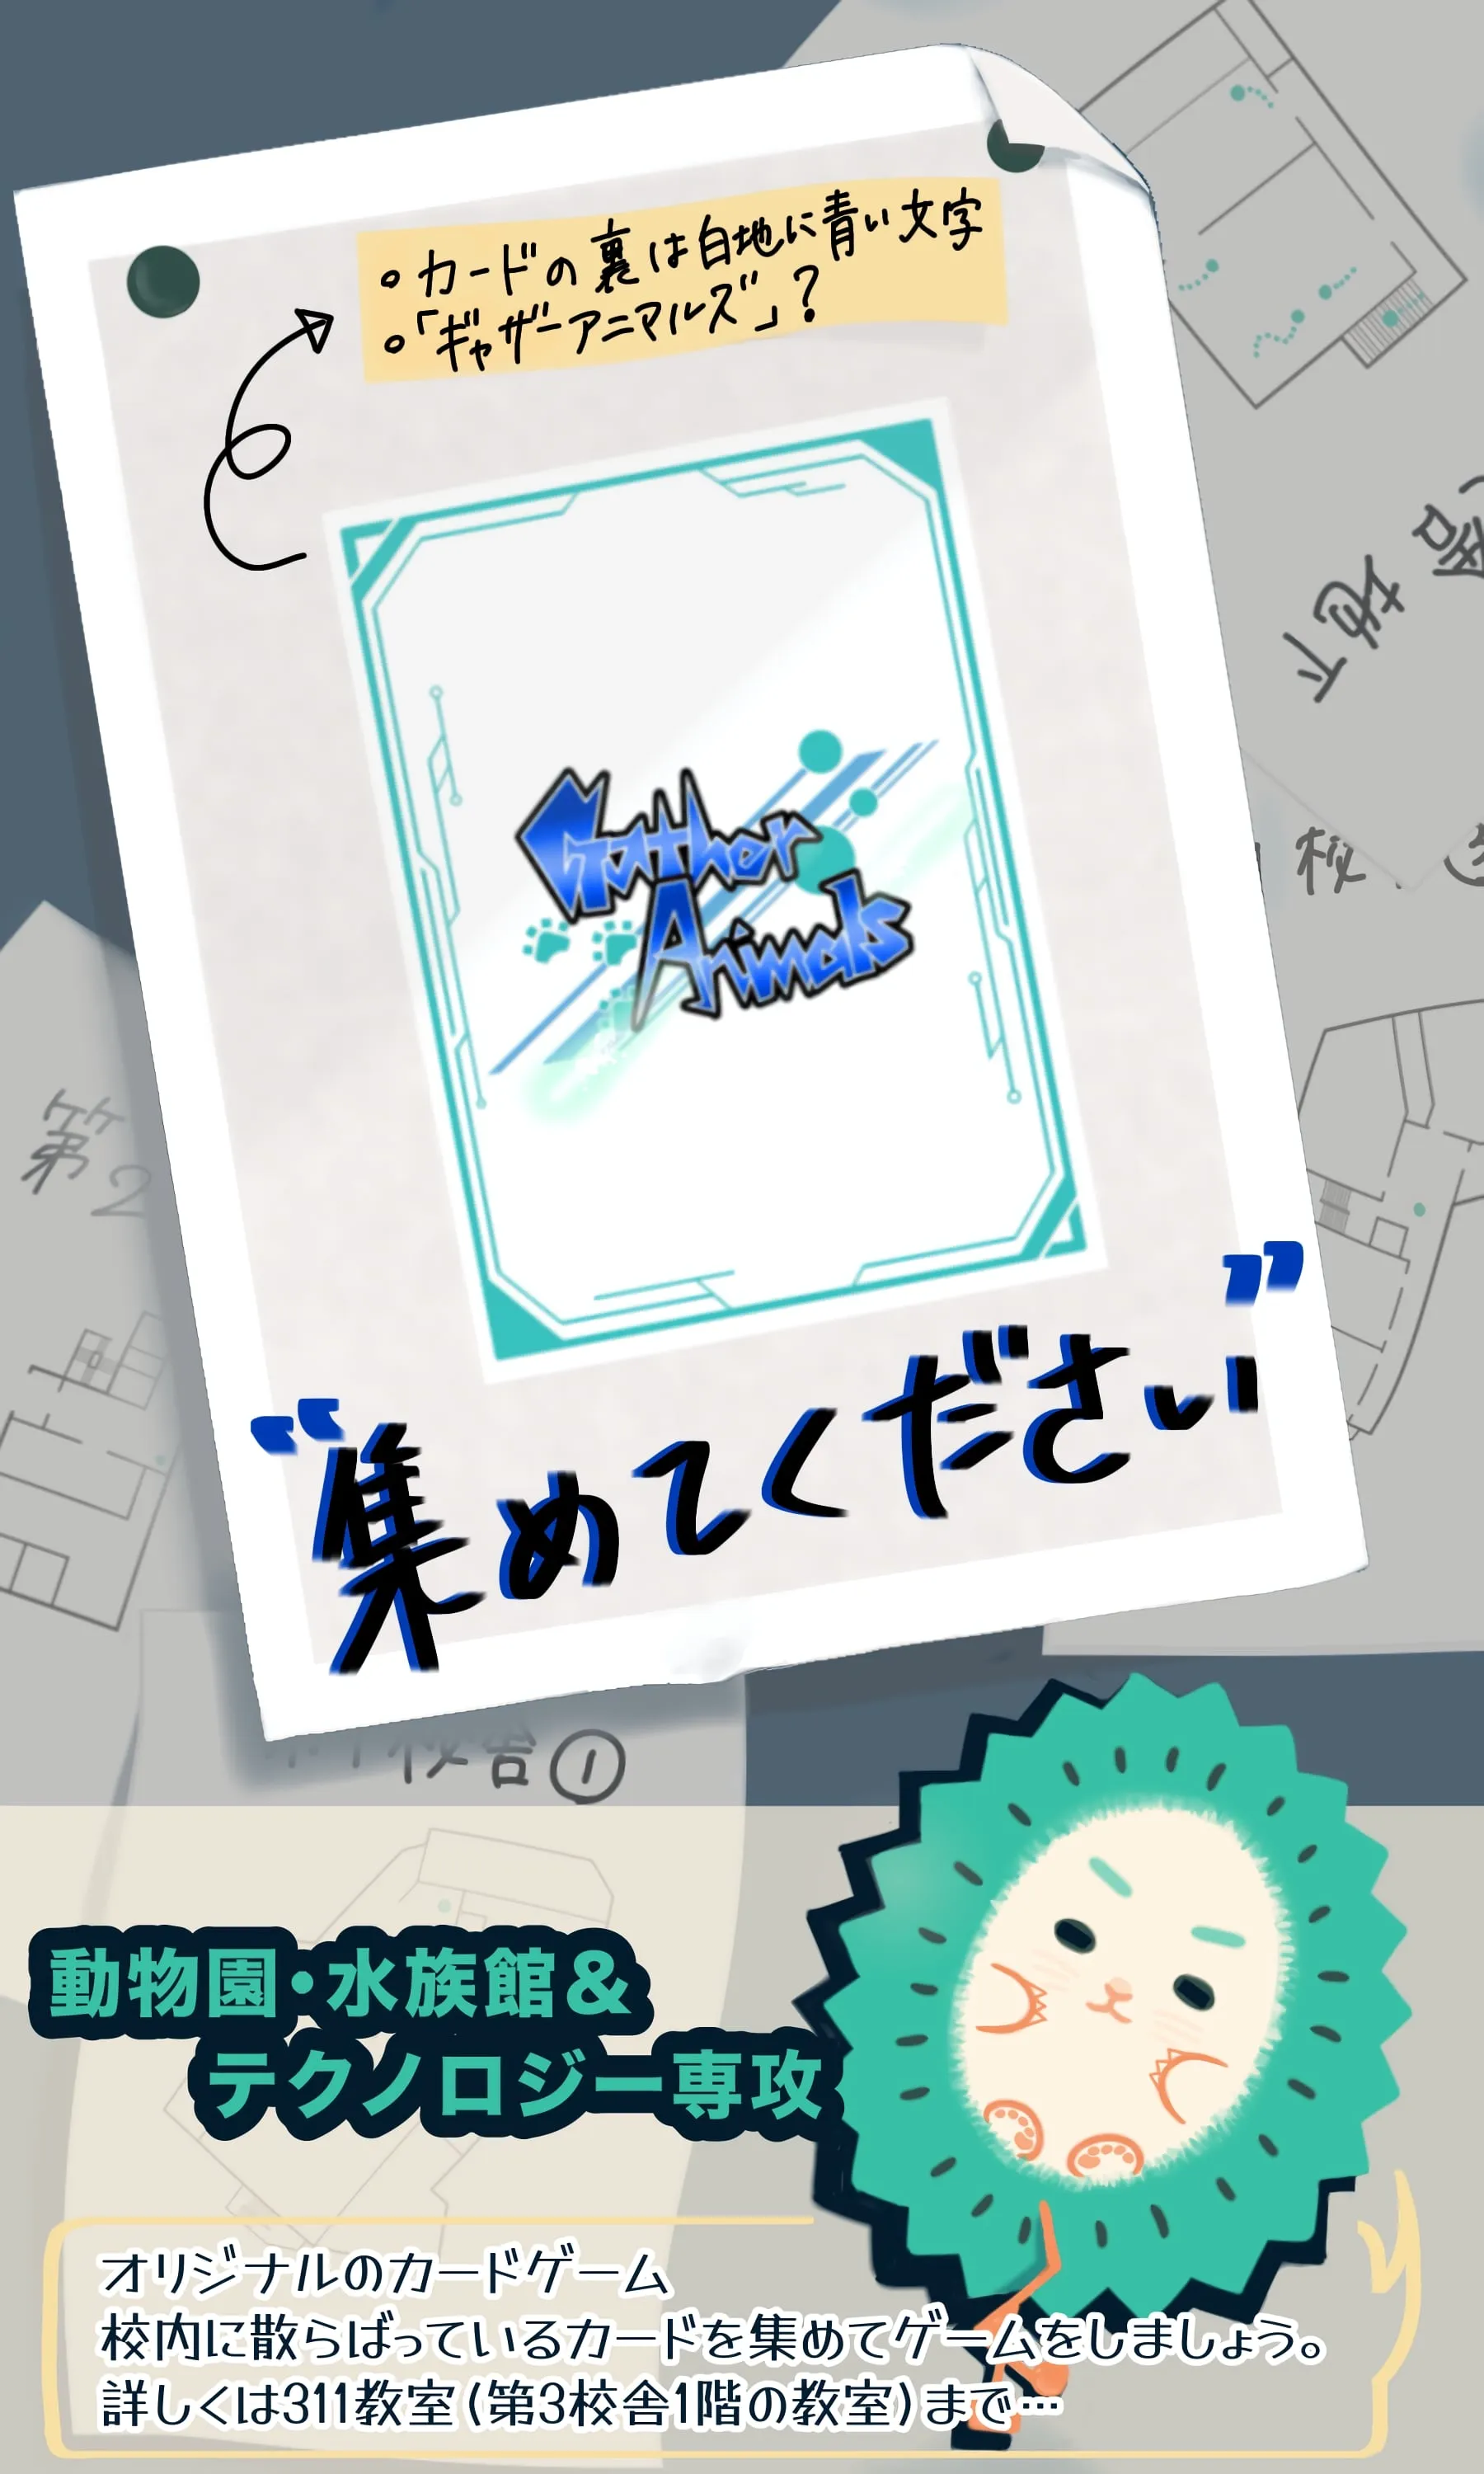 ・カードの裏は白地に青い文字
・「ギャザーアニマルズ」?
Gather
Animals
“集めてください”
地下
舎
校
第2
校舎①
動物園・水族館&
テクノロジー専攻
オリジナルのカードゲーム
校内に散らばっているカードを集めてゲームをしましょう。
詳しくは311教室(第3校舎1階の教室)まで…